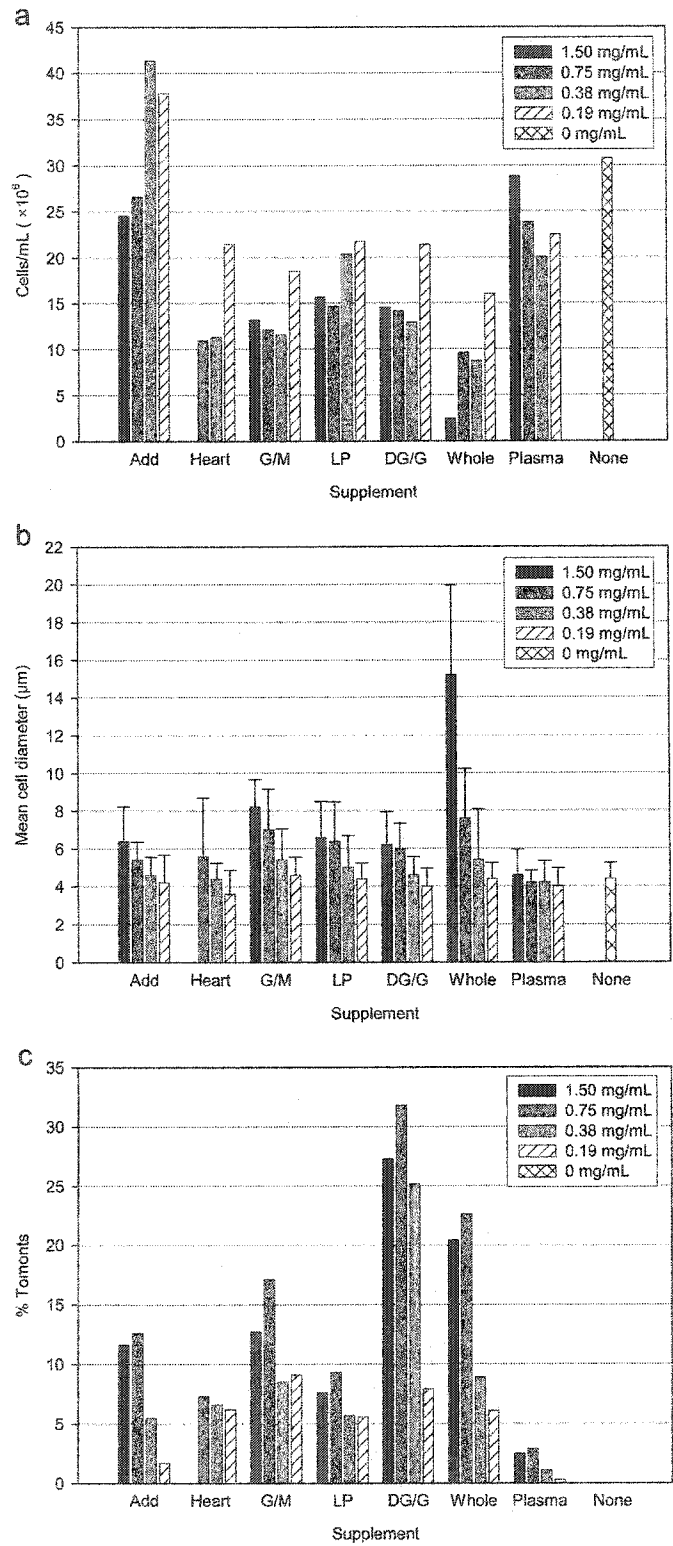 a
45
40
35
30
25
20
15
10
5
0
Cells/mL ( ×10⁶)
1.50 mg/mL
0.75 mg/mL
0.38 mg/mL
0.19 mg/mL
0 mg/mL
Add Heart G/M LP DG/G Whole Plasma None
Supplement
b
22
20
18
16
14
12
10
8
6
4
2
0
Mean cell diameter (µm)
1.50 mg/mL
0.75 mg/mL
0.38 mg/mL
0.19 mg/mL
0 mg/mL
Add Heart G/M LP DG/G Whole Plasma None
Supplement
c
35
30
25
20
15
10
5
0
% Tomonts
1.50 mg/mL
0.75 mg/mL
0.38 mg/mL
0.19 mg/mL
0 mg/mL
Add Heart G/M LP DG/G Whole Plasma None
Supplement